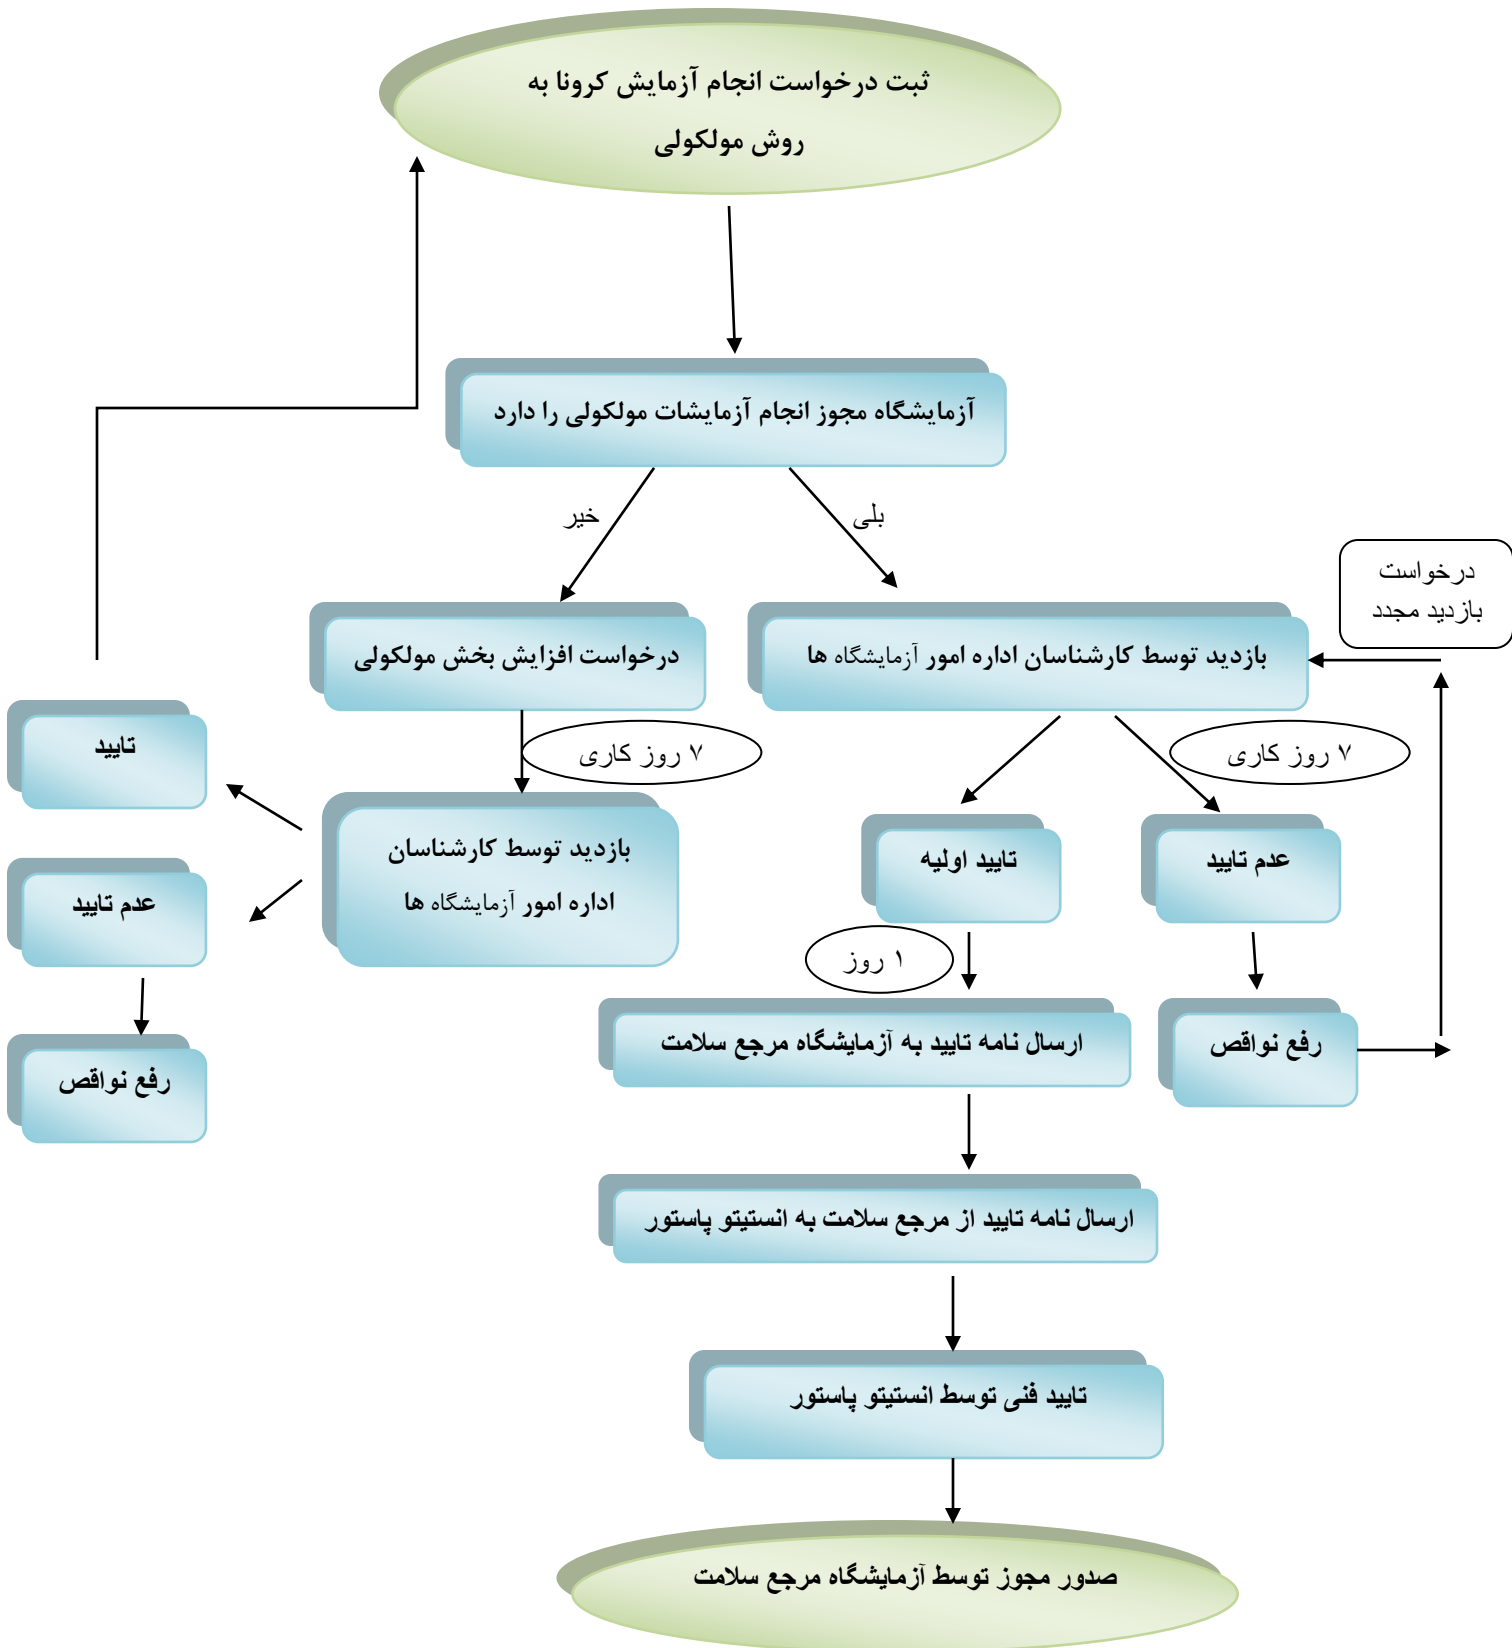 ثبت درخواست انجام آزمایش کرونا به
روش مولکولی
آزمایشگاه مجوز انجام آزمایشات مولکولی را دارد
بلی
خیر
درخواست
بازدید مجدد
بازدید توسط کارشناسان اداره امور آزمایشگاه ها
درخواست افزایش بخش مولکولی
۷ روز کاری
۷ روز کاری
تایید
بازدید توسط کارشناسان
اداره امور آزمایشگاه ها
عدم تایید
تایید اولیه
عدم تایید
۱ روز
رفع نواقص
ارسال نامه تایید به آزمایشگاه مرجع سلامت
رفع نواقص
ارسال نامه تایید از مرجع سلامت به انستیتو پاستور
تایید فنی توسط انستیتو پاستور
صدور مجوز توسط آزمایشگاه مرجع سلامت